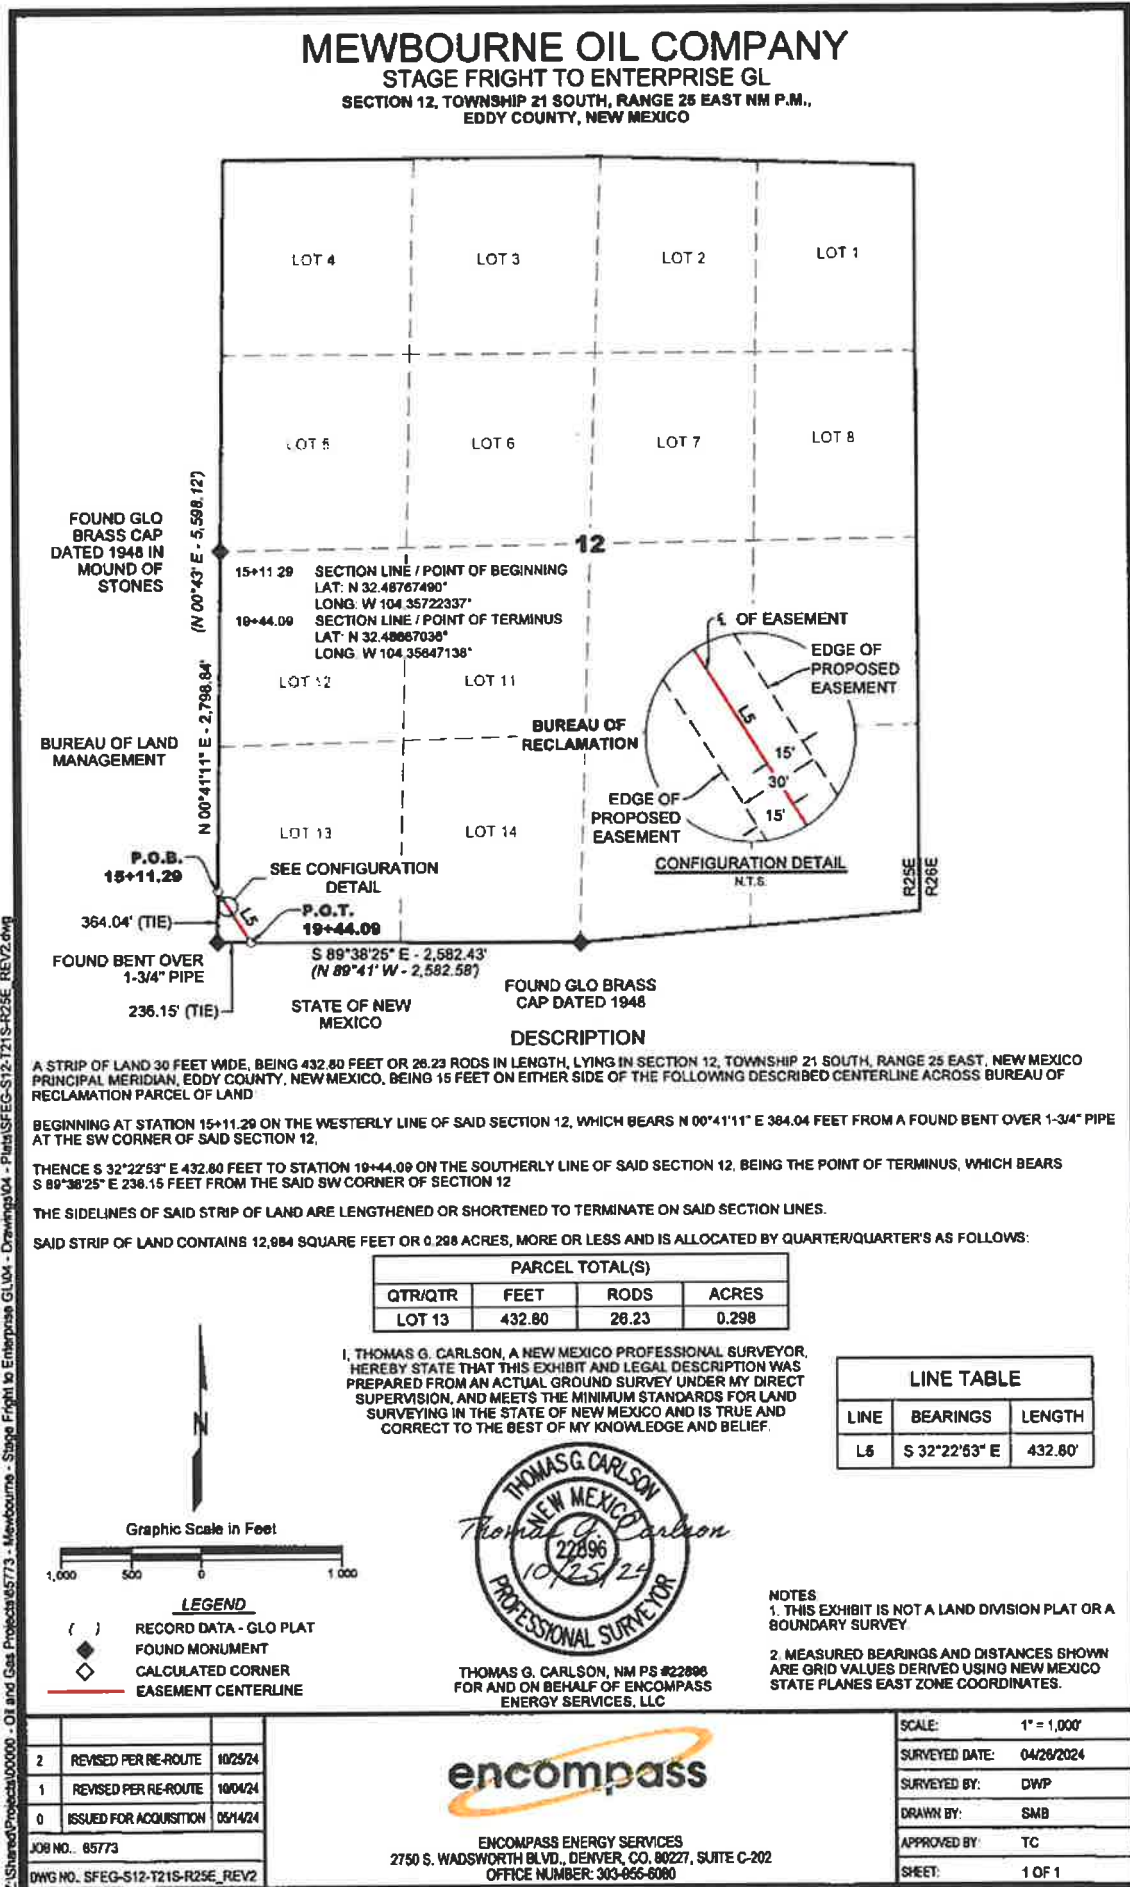 MEWBOURNE OIL COMPANY
STAGE FRIGHT TO ENTERPRISE GL
SECTION 12, TOWNSHIP 21 SOUTH, RANGE 25 EAST NM P.M.,
EDDY COUNTY, NEW MEXICO
LOT 4
LOT 3
LOT 2
LOT 1
LOT 5
LOT 6
LOT 7
LOT 8
(N 00°43' E - 5,598.12')
FOUND GLO
BRASS CAP
DATED 1948 IN
MOUND OF
STONES
12
15+11.29 SECTION LINE / POINT OF BEGINNING
LAT: N 32.48767490°
LONG: W 104.35722337°
19+44.09 SECTION LINE / POINT OF TERMINUS
LAT: N 32.48667036°
LONG: W 104.35647138°
LOT 12
LOT 11
℄ OF EASEMENT
EDGE OF
PROPOSED
EASEMENT
L5
15'
30'
15'
BUREAU OF
RECLAMATION
EDGE OF
PROPOSED
EASEMENT
CONFIGURATION DETAIL
N.T.S.
N 00°41'11" E - 2,798.84'
BUREAU OF LAND
MANAGEMENT
LOT 13
LOT 14
R25E
R26E
P.O.B.
15+11.29
SEE CONFIGURATION
DETAIL
L5
364.04' (TIE)
P.O.T.
19+44.09
FOUND BENT OVER
1-3/4" PIPE
S 89°38'25" E - 2,582.43'
(N 89°41' W - 2,582.58')
236.15' (TIE)
STATE OF NEW
MEXICO
FOUND GLO BRASS
CAP DATED 1948
DESCRIPTION
A STRIP OF LAND 30 FEET WIDE, BEING 432.80 FEET OR 26.23 RODS IN LENGTH, LYING IN SECTION 12, TOWNSHIP 21 SOUTH, RANGE 25 EAST, NEW MEXICO
PRINCIPAL MERIDIAN, EDDY COUNTY, NEW MEXICO, BEING 15 FEET ON EITHER SIDE OF THE FOLLOWING DESCRIBED CENTERLINE ACROSS BUREAU OF
RECLAMATION PARCEL OF LAND
BEGINNING AT STATION 15+11.29 ON THE WESTERLY LINE OF SAID SECTION 12, WHICH BEARS N 00°41'11" E 364.04 FEET FROM A FOUND BENT OVER 1-3/4" PIPE
AT THE SW CORNER OF SAID SECTION 12,
THENCE S 32°22'53" E 432.80 FEET TO STATION 19+44.09 ON THE SOUTHERLY LINE OF SAID SECTION 12, BEING THE POINT OF TERMINUS, WHICH BEARS
S 89°38'25" E 236.15 FEET FROM THE SAID SW CORNER OF SECTION 12
THE SIDELINES OF SAID STRIP OF LAND ARE LENGTHENED OR SHORTENED TO TERMINATE ON SAID SECTION LINES.
SAID STRIP OF LAND CONTAINS 12,984 SQUARE FEET OR 0.298 ACRES, MORE OR LESS AND IS ALLOCATED BY QUARTER/QUARTER'S AS FOLLOWS:
PARCEL TOTAL(S)
QTR/QTR FEET RODS ACRES
LOT 13 432.80 26.23 0.298
I, THOMAS G. CARLSON, A NEW MEXICO PROFESSIONAL SURVEYOR,
HEREBY STATE THAT THIS EXHIBIT AND LEGAL DESCRIPTION WAS
PREPARED FROM AN ACTUAL GROUND SURVEY UNDER MY DIRECT
SUPERVISION, AND MEETS THE MINIMUM STANDARDS FOR LAND
SURVEYING IN THE STATE OF NEW MEXICO AND IS TRUE AND
CORRECT TO THE BEST OF MY KNOWLEDGE AND BELIEF.
LINE TABLE
LINE BEARINGS LENGTH
L5 S 32°22'53" E 432.80'
N
Graphic Scale in Feet
1,000 500 0 1,000
LEGEND
( ) RECORD DATA - GLO PLAT
FOUND MONUMENT
CALCULATED CORNER
EASEMENT CENTERLINE
THOMAS G. CARLSON
NEW MEXICO
Thomas G. Carlson
22896
10/25/24
PROFESSIONAL SURVEYOR
THOMAS G. CARLSON, NM PS #22896
FOR AND ON BEHALF OF ENCOMPASS
ENERGY SERVICES, LLC
NOTES
1. THIS EXHIBIT IS NOT A LAND DIVISION PLAT OR A
BOUNDARY SURVEY
2. MEASURED BEARINGS AND DISTANCES SHOWN
ARE GRID VALUES DERIVED USING NEW MEXICO
STATE PLANES EAST ZONE COORDINATES.
2 REVISED PER RE-ROUTE 10/25/24
1 REVISED PER RE-ROUTE 10/04/24
0 ISSUED FOR ACQUISITION 05/14/24
JOB NO.. 65773
DWG NO. SFEG-S12-T21S-R25E_REV2
encompass
ENCOMPASS ENERGY SERVICES
2750 S. WADSWORTH BLVD., DENVER, CO. 80227, SUITE C-202
OFFICE NUMBER: 303-955-6080
SCALE: 1" = 1,000'
SURVEYED DATE: 04/26/2024
SURVEYED BY: DWP
DRAWN BY: SMB
APPROVED BY: TC
SHEET: 1 OF 1
\Shared\Projects\00000 - Oil and Gas Projects\65773 - Mewbourne - Stage Fright to Enterprise GL\04 - Drawings\04 - Plats\SFEG-S12-T21S-R25E_REV2.dwg